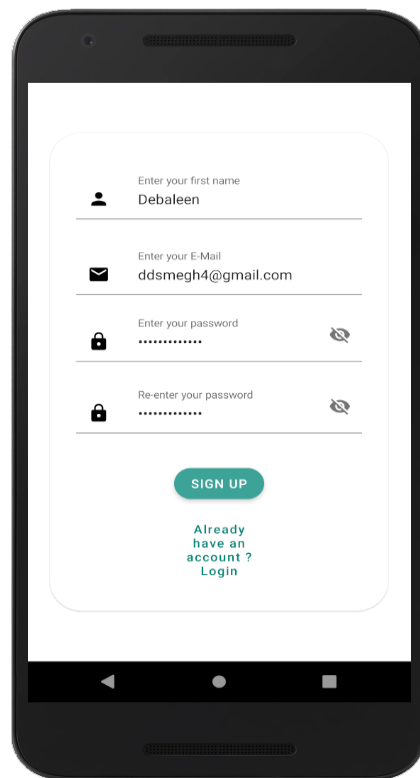 Enter your first name
Debaleen
Enter your E-Mail
ddsmegh4@gmail.com
Enter your password
•••••••••••••
Re-enter your password
•••••••••••••
SIGN UP
Already
have an
account ?
Login